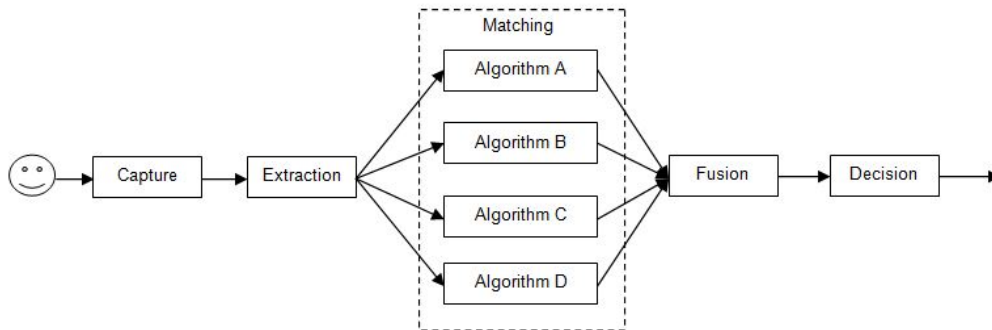 Matching
Algorithm A
Algorithm B
Capture
Extraction
Fusion
Decision
Algorithm C
Algorithm D